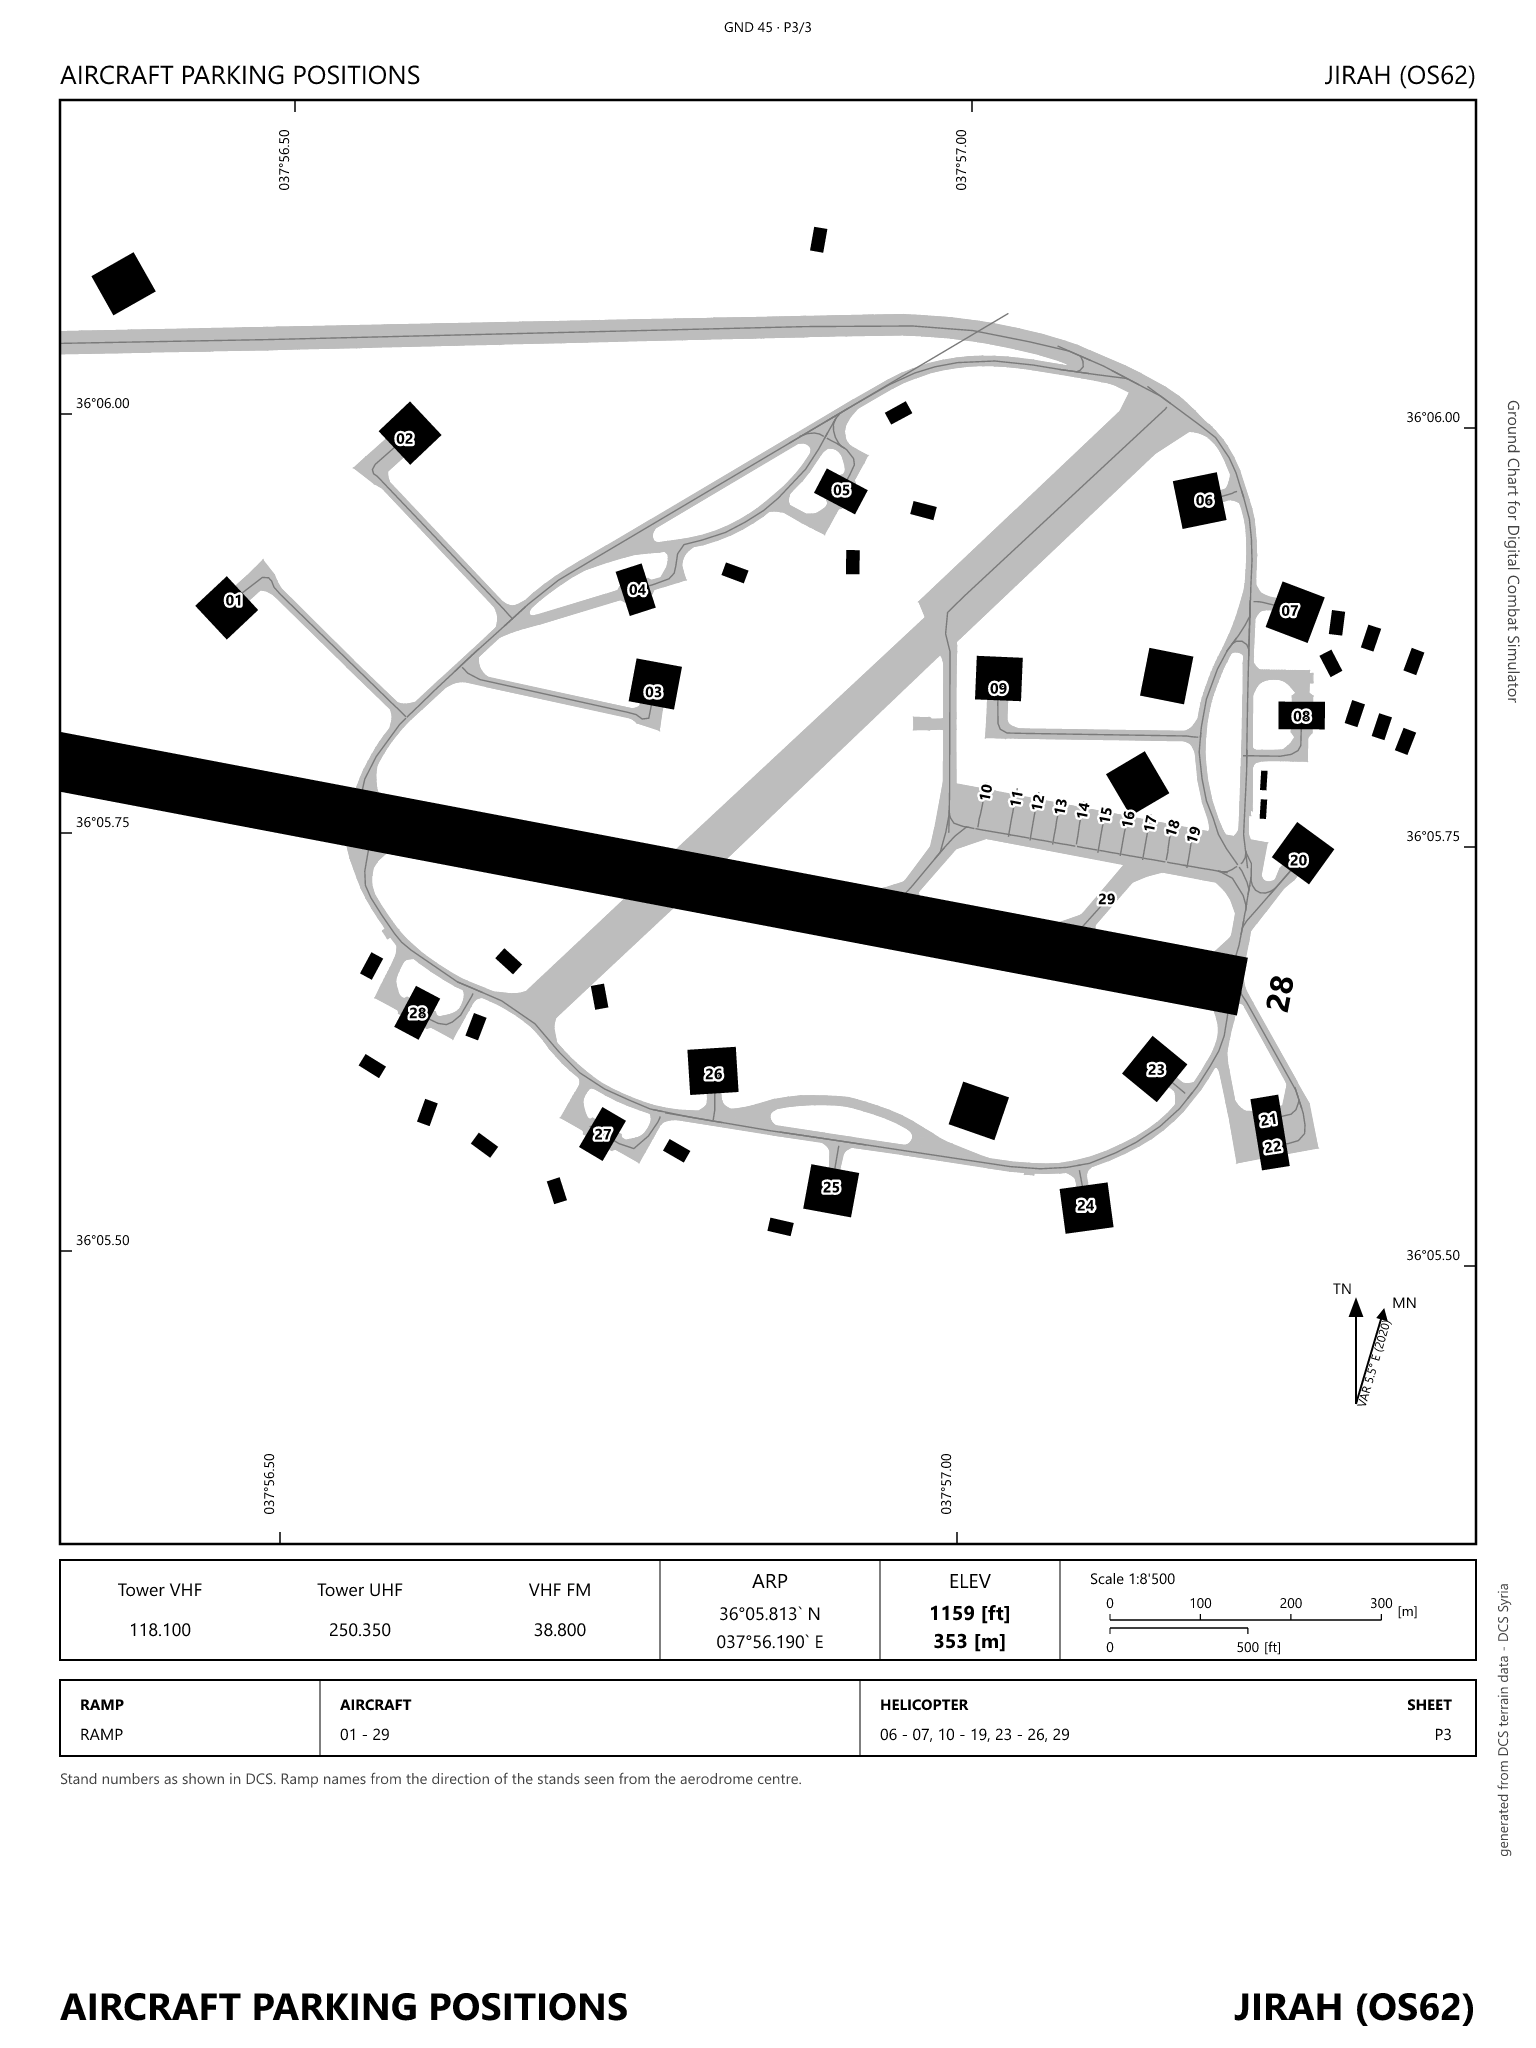 GND 45 · P3/3
AIRCRAFT PARKING POSITIONS
JIRAH (OS62)
037°56.50
037°57.00
36°06.00
36°06.00
02
05
06
04
01
07
03
09
08
10
11
12
13
14
15
16
17
18
19
36°05.75
36°05.75
20
29
28
28
23
26
21
27
22
25
24
36°05.50
36°05.50
TN
MN
VAR 5.5° E (2020)
037°56.50
037°57.00
Ground Chart for Digital Combat Simulator
Tower VHF
118.100
Tower UHF
250.350
VHF FM
38.800
ARP
36°05.813` N
037°56.190` E
ELEV
1159 [ft]
353 [m]
Scale 1:8'500
0 100 200 300 [m]
0 500 [ft]
RAMP
RAMP
AIRCRAFT
01 - 29
HELICOPTER
06 - 07, 10 - 19, 23 - 26, 29
SHEET
P3
Stand numbers as shown in DCS. Ramp names from the direction of the stands seen from the aerodrome centre.
generated from DCS terrain data - DCS Syria
AIRCRAFT PARKING POSITIONS
JIRAH (OS62)